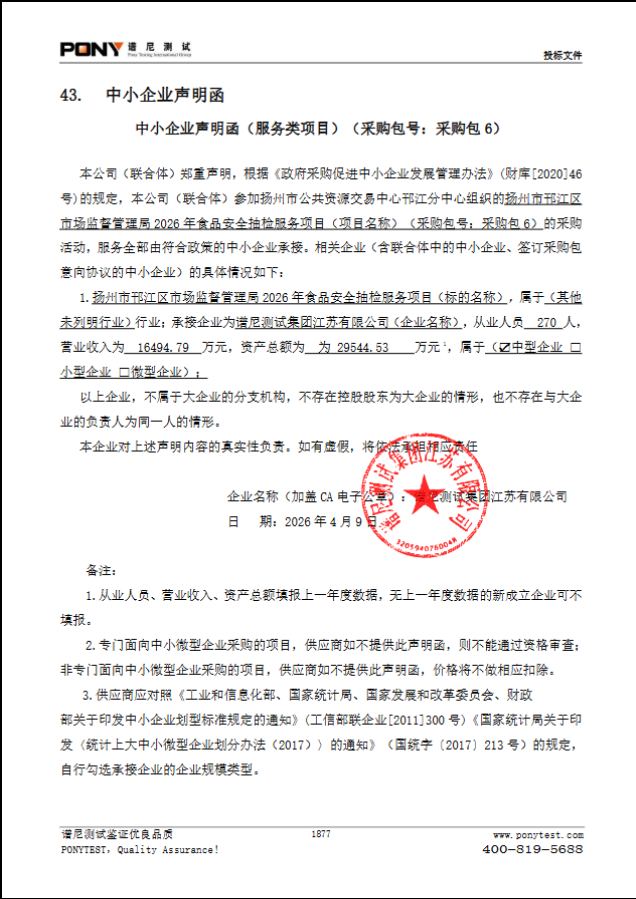 PONY 谱尼测试
Pony Testing International Group
投标文件
43. 中小企业声明函
中小企业声明函（服务类项目）（采购包号：采购包 6）
本公司（联合体）郑重声明，根据《政府采购促进中小企业发展管理办法》(财库[2020]46
号)的规定，本公司（联合体）参加扬州市公共资源交易中心邗江分中心组织的扬州市邗江区
市场监督管理局 2026 年食品安全抽检服务项目（项目名称）（采购包号：采购包 6）的采购
活动，服务全部由符合政策的中小企业承接。相关企业（含联合体中的中小企业、签订采购包
意向协议的中小企业）的具体情况如下：
1.扬州市邗江区市场监督管理局 2026 年食品安全抽检服务项目（标的名称），属于（其他
未列明行业）行业；承接企业为谱尼测试集团江苏有限公司（企业名称），从业人员 270 人，
营业收入为 16494.79 万元，资产总额为 为 29544.53 万元¹，属于（☑中型企业 □
小型企业 □微型企业）；
以上企业，不属于大企业的分支机构，不存在控股股东为大企业的情形，也不存在与大企
业的负责人为同一人的情形。
本企业对上述声明内容的真实性负责。如有虚假，将依法承担相应责任
企业名称（加盖 CA 电子公章）：谱尼测试集团江苏有限公司
日 期：2026 年 4 月 9 日
谱尼测试集团江苏有限公司
3205940760048
备注：
1.从业人员、营业收入、资产总额填报上一年度数据，无上一年度数据的新成立企业可不
填报。
2.专门面向中小微型企业采购的项目，供应商如不提供此声明函，则不能通过资格审查；
非专门面向中小微型企业采购的项目，供应商如不提供此声明函，价格将不做相应扣除。
3.供应商应对照《工业和信息化部、国家统计局、国家发展和改革委员会、财政
部关于印发中小企业划型标准规定的通知》(工信部联企业[2011]300 号)《国家统计局关于印
发〈统计上大中小微型企业划分办法（2017）〉的通知》（国统字〔2017〕213 号）的规定，
自行勾选承接企业的企业规模类型。
谱尼测试鉴证优良品质
1877
www.ponytest.com
PONYTEST, Quality Assurance!
400-819-5688